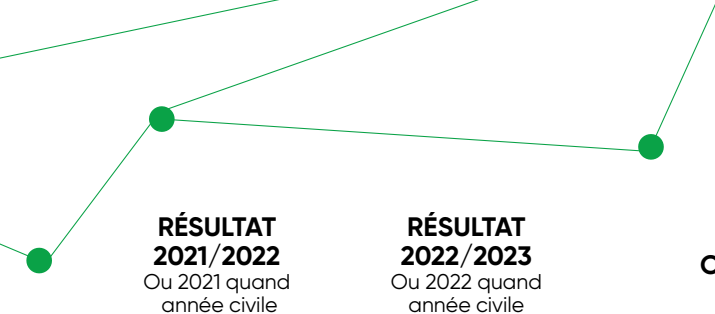 RÉSULTAT
2021/2022
Ou 2021 quand
année civile
RÉSULTAT
2022/2023
Ou 2022 quand
année civile